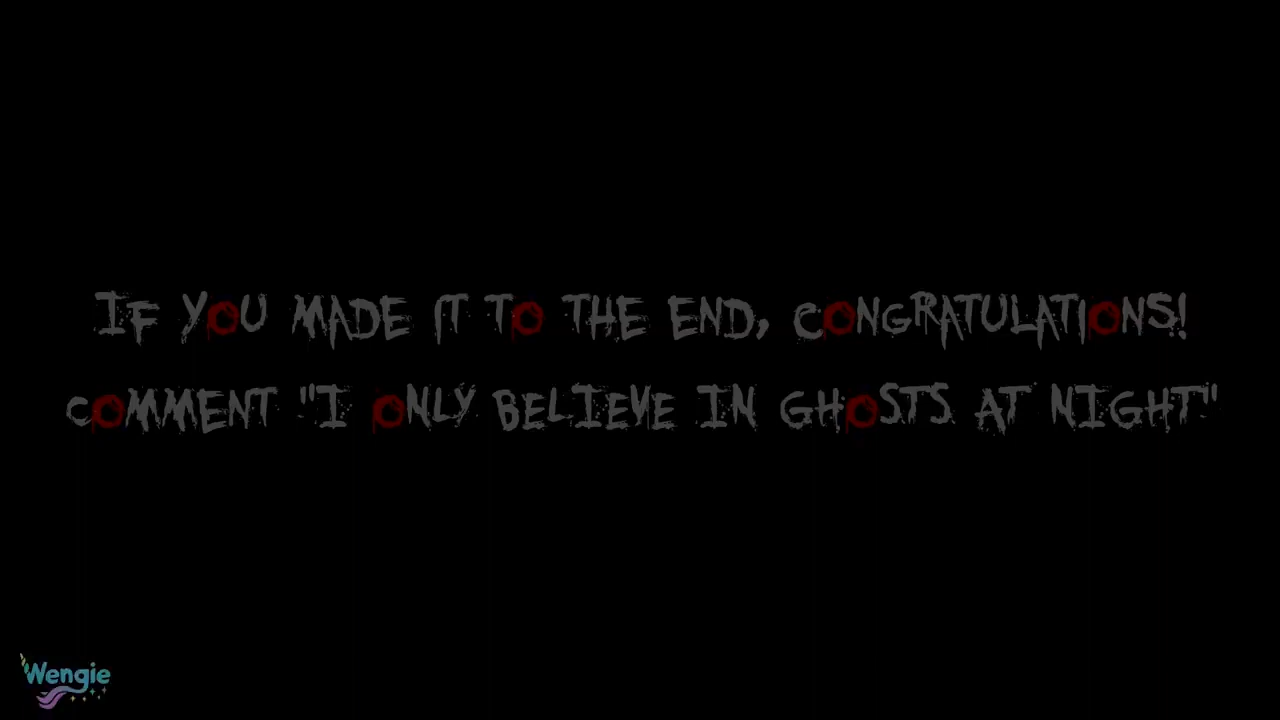 If you made it to the end, congratulations!
Comment "I only believe in ghosts at night"
Wengie